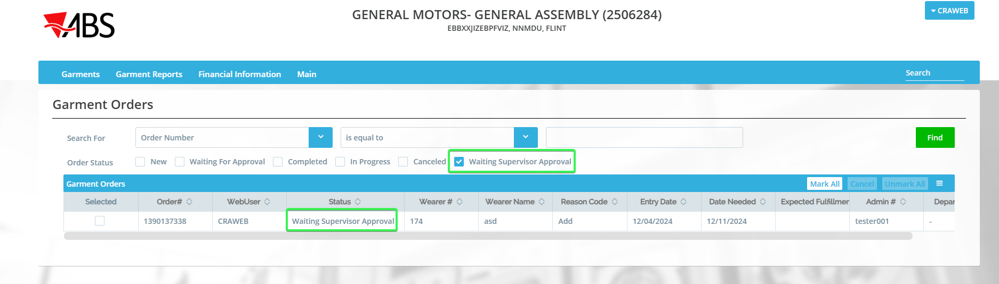 ABS
GENERAL MOTORS- GENERAL ASSEMBLY (2506284)
EBBXXJIZEBPFVIZ, NNMDU, FLINT
CRAWEB
Garments Garment Reports Financial Information Main Search
Garment Orders
Search For Order Number is equal to Find
Order Status New Waiting For Approval Completed In Progress Canceled Waiting Supervisor Approval
Garment Orders Mark All Cancel Unmark All
Selected Order# WebUser Status Wearer # Wearer Name Reason Code Entry Date Date Needed Expected Fulfillmen Admin # Depar
1390137338 CRAWEB Waiting Supervisor Approval 174 asd Add 12/04/2024 12/11/2024 tester001 -